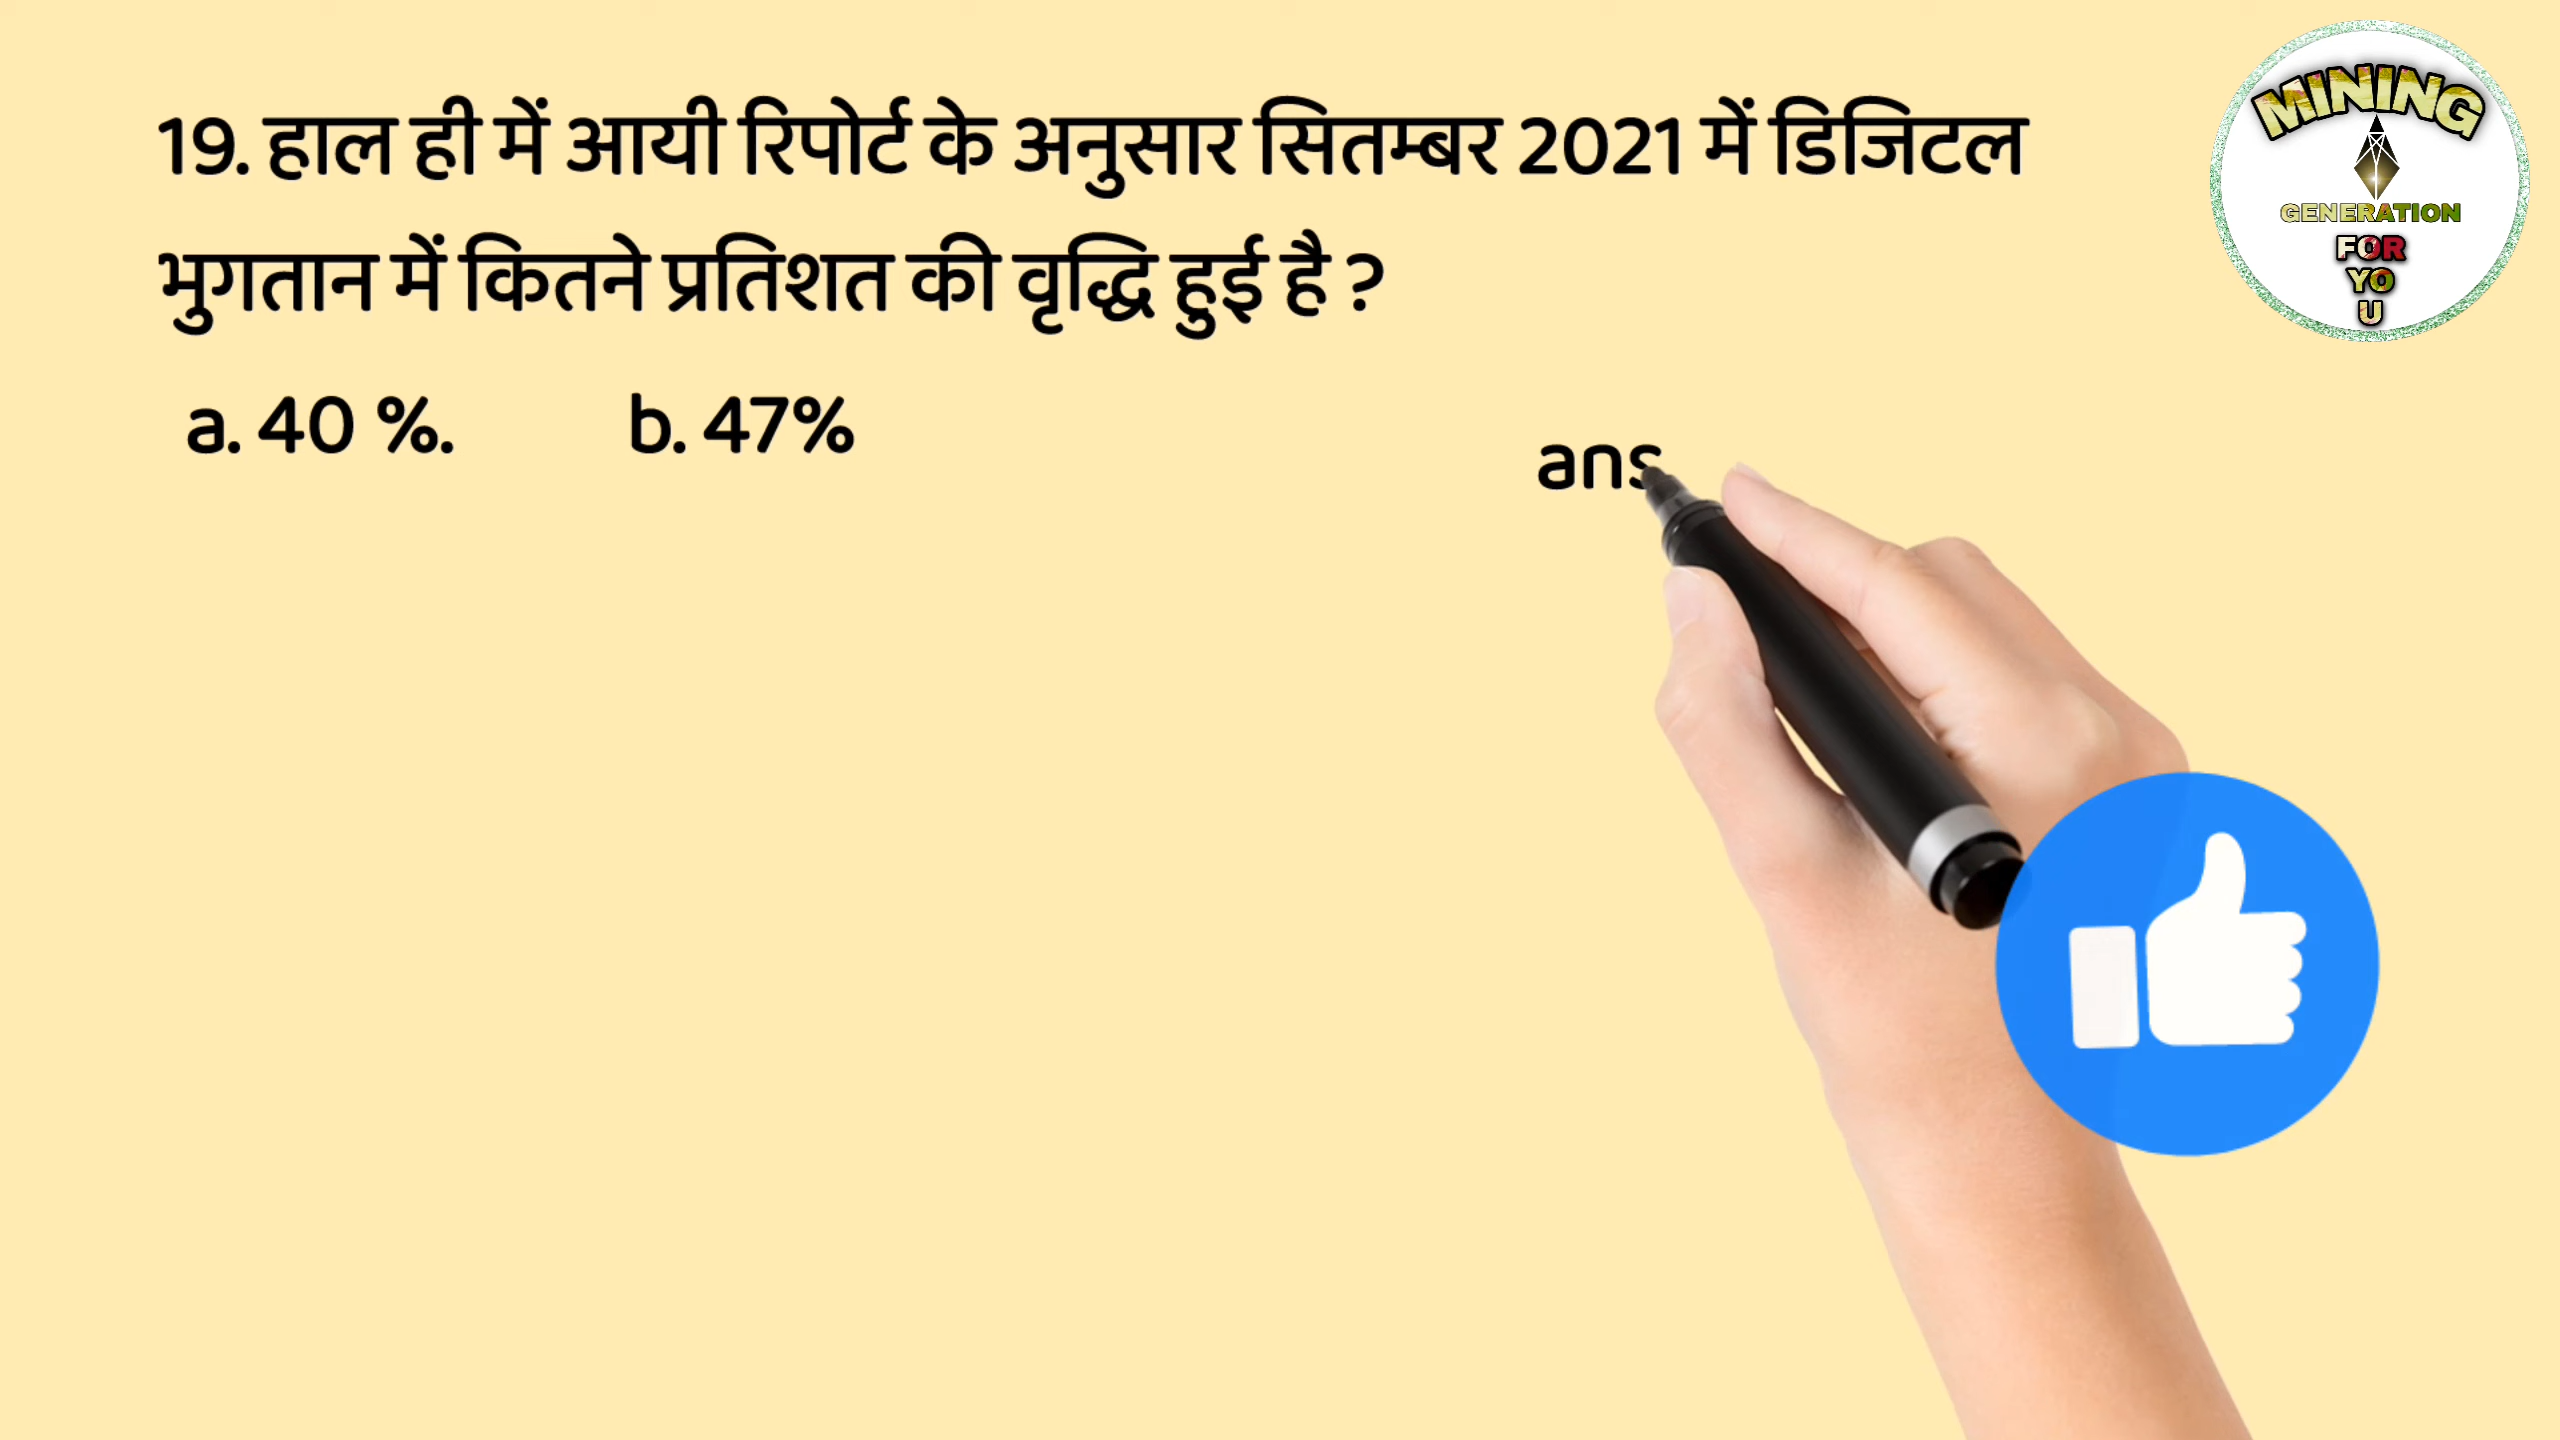 19. हाल ही में आयी रिपोर्ट के अनुसार सितम्बर 2021 में डिजिटल
भुगतान में कितने प्रतिशत की वृद्धि हुई है ?
a. 40 %. b. 47%
ans
MINING
GENERATION
FOR
YO
U